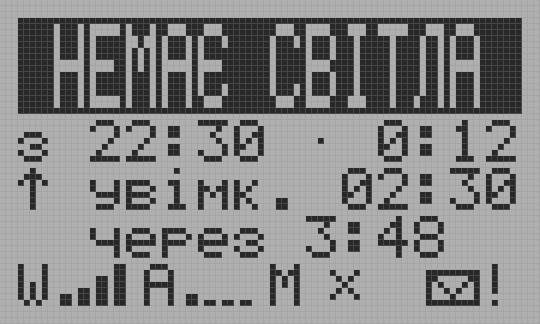 НЕМАЄ СВІТЛА
з 22:30 · 0:12
↑ увімк. 02:30
через 3:48
W A M × !